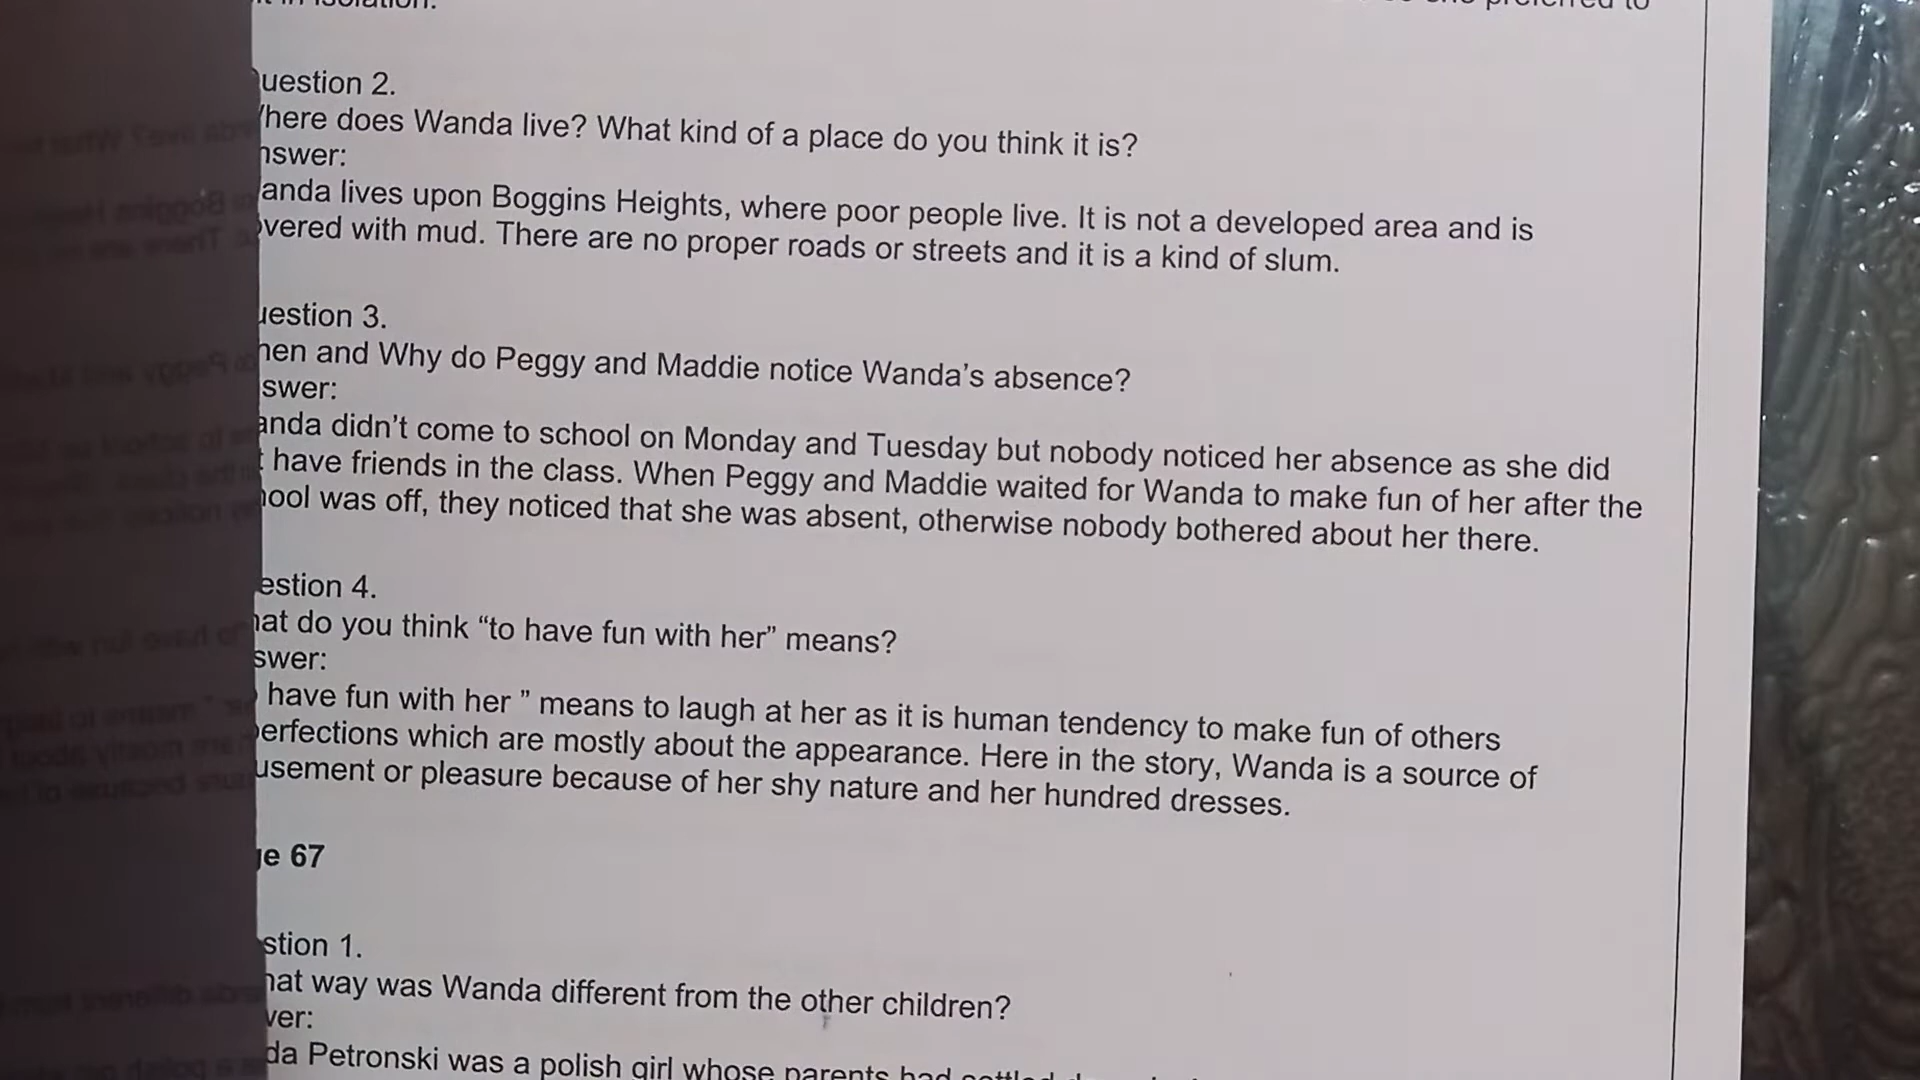 in isolation.
preferred to
uestion 2.
here does Wanda live? What kind of a place do you think it is?
nswer:
anda lives upon Boggins Heights, where poor people live. It is not a developed area and is
vered with mud. There are no proper roads or streets and it is a kind of slum.
estion 3.
hen and Why do Peggy and Maddie notice Wanda’s absence?
swer:
anda didn’t come to school on Monday and Tuesday but nobody noticed her absence as she did
have friends in the class. When Peggy and Maddie waited for Wanda to make fun of her after the
ool was off, they noticed that she was absent, otherwise nobody bothered about her there.
estion 4.
hat do you think “to have fun with her” means?
swer:
have fun with her ” means to laugh at her as it is human tendency to make fun of others
erfections which are mostly about the appearance. Here in the story, Wanda is a source of
usement or pleasure because of her shy nature and her hundred dresses.
e 67
stion 1.
hat way was Wanda different from the other children?
ver:
da Petronski was a polish girl whose parents had settled